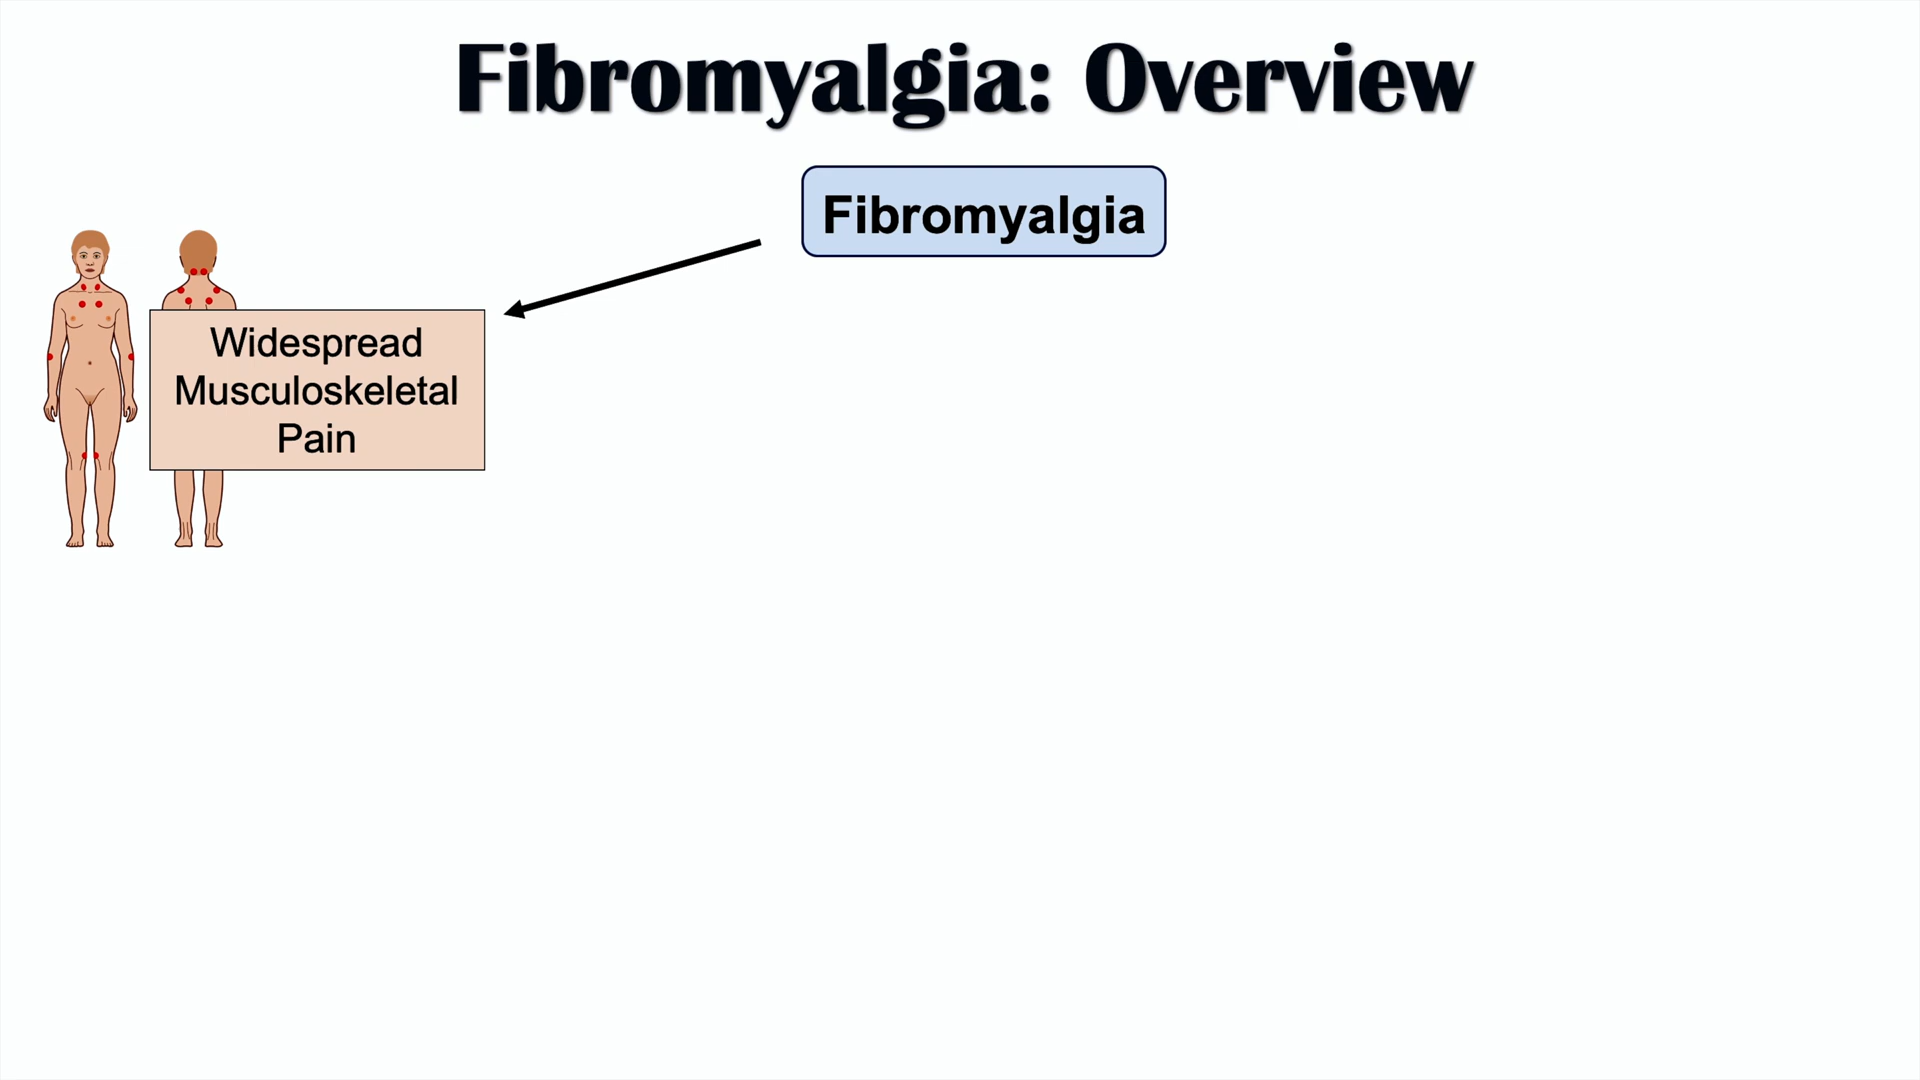 Fibromyalgia: Overview
Fibromyalgia
Widespread
Musculoskeletal
Pain